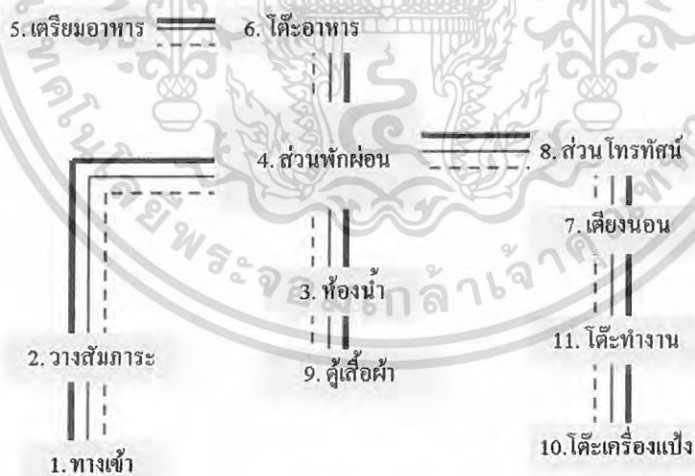 5. เตรียมอาหาร
6. โต๊ะอาหาร
4. ส่วนพักผ่อน
8. ส่วนโทรทัศน์
7. เตียงนอน
3. ห้องน้ำ
2. วางสัมภาระ
11. โต๊ะทำงาน
9. ตู้เสื้อผ้า
1. ทางเข้า
10. โต๊ะเครื่องแป้ง